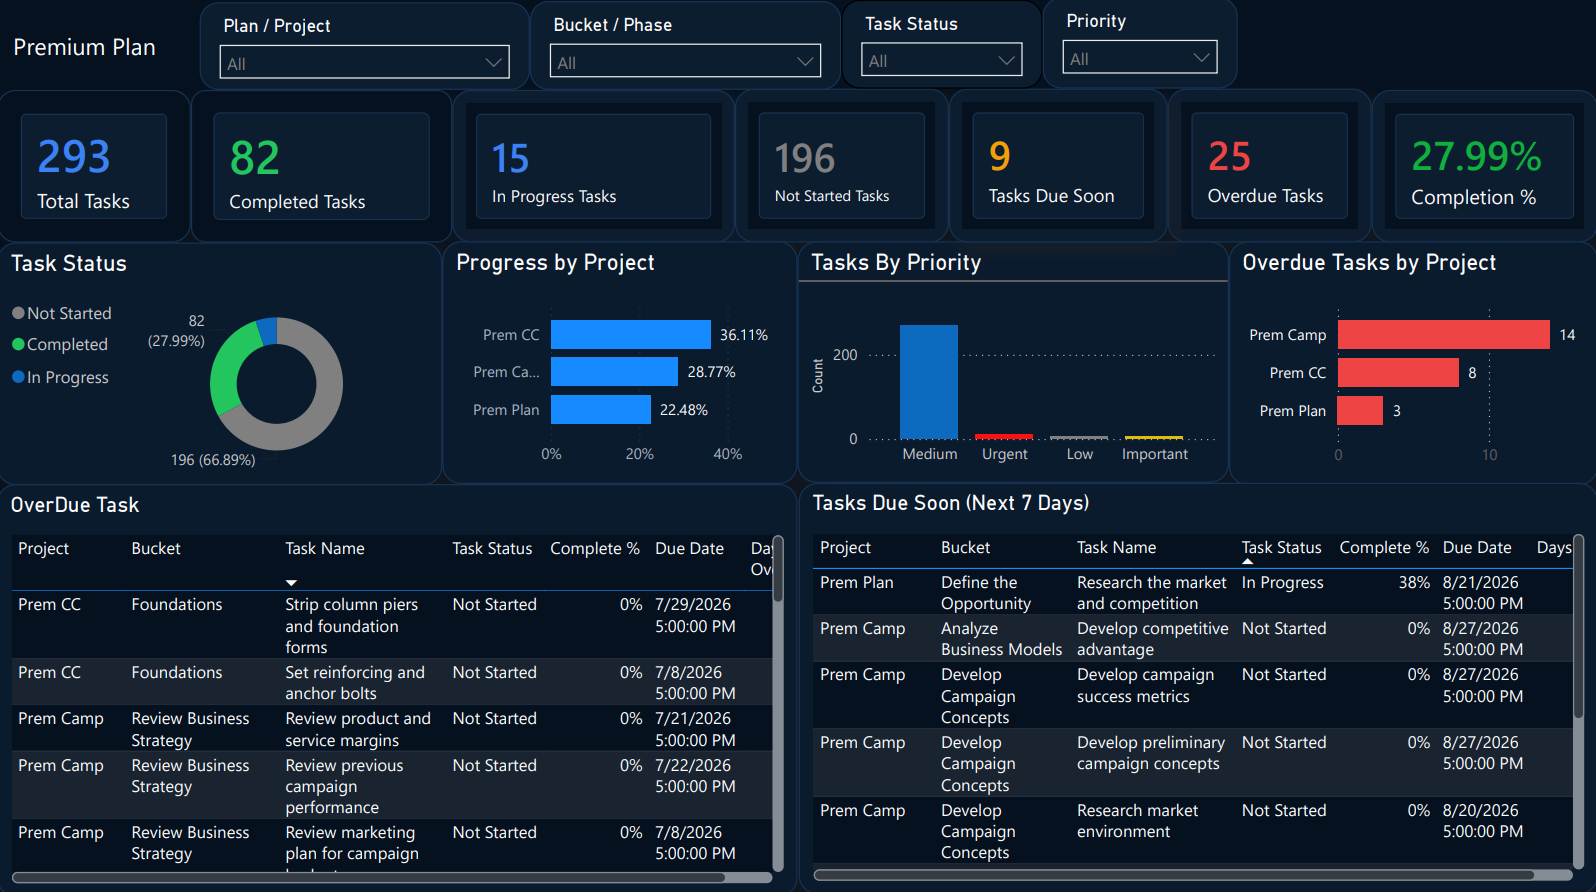 Premium Plan
Plan / Project
All
Bucket / Phase
All
Task Status
All
Priority
All
293
Total Tasks
82
Completed Tasks
15
In Progress Tasks
196
Not Started Tasks
9
Tasks Due Soon
25
Overdue Tasks
27.99%
Completion %
Task Status
Not Started
Completed
In Progress
82
(27.99%)
196 (66.89%)
Progress by Project
Prem CC
36.11%
Prem Ca...
28.77%
Prem Plan
22.48%
0%
20%
40%
Tasks By Priority
Count
200
0
Medium
Urgent
Low
Important
Overdue Tasks by Project
Prem Camp
14
Prem CC
8
Prem Plan
3
0
10
OverDue Task
Project Bucket Task Name Task Status Complete % Due Date Day
Ov
Prem CC Foundations Strip column piers Not Started 0% 7/29/2026
and foundation 5:00:00 PM
forms
Prem CC Foundations Set reinforcing and Not Started 0% 7/8/2026
anchor bolts 5:00:00 PM
Prem Camp Review Business Review product and Not Started 0% 7/21/2026
Strategy service margins 5:00:00 PM
Prem Camp Review Business Review previous Not Started 0% 7/22/2026
Strategy campaign 5:00:00 PM
performance
Prem Camp Review Business Review marketing Not Started 0% 7/8/2026
Strategy plan for campaign 5:00:00 PM
Tasks Due Soon (Next 7 Days)
Project Bucket Task Name Task Status Complete % Due Date Days
Prem Plan Define the Research the market In Progress 38% 8/21/2026
Opportunity and competition 5:00:00 PM
Prem Camp Analyze Develop competitive Not Started 0% 8/27/2026
Business Models advantage 5:00:00 PM
Prem Camp Develop Develop campaign Not Started 0% 8/27/2026
Campaign success metrics 5:00:00 PM
Concepts
Prem Camp Develop Develop preliminary Not Started 0% 8/27/2026
Campaign campaign concepts 5:00:00 PM
Concepts
Prem Camp Develop Research market Not Started 0% 8/20/2026
Campaign environment 5:00:00 PM
Concepts